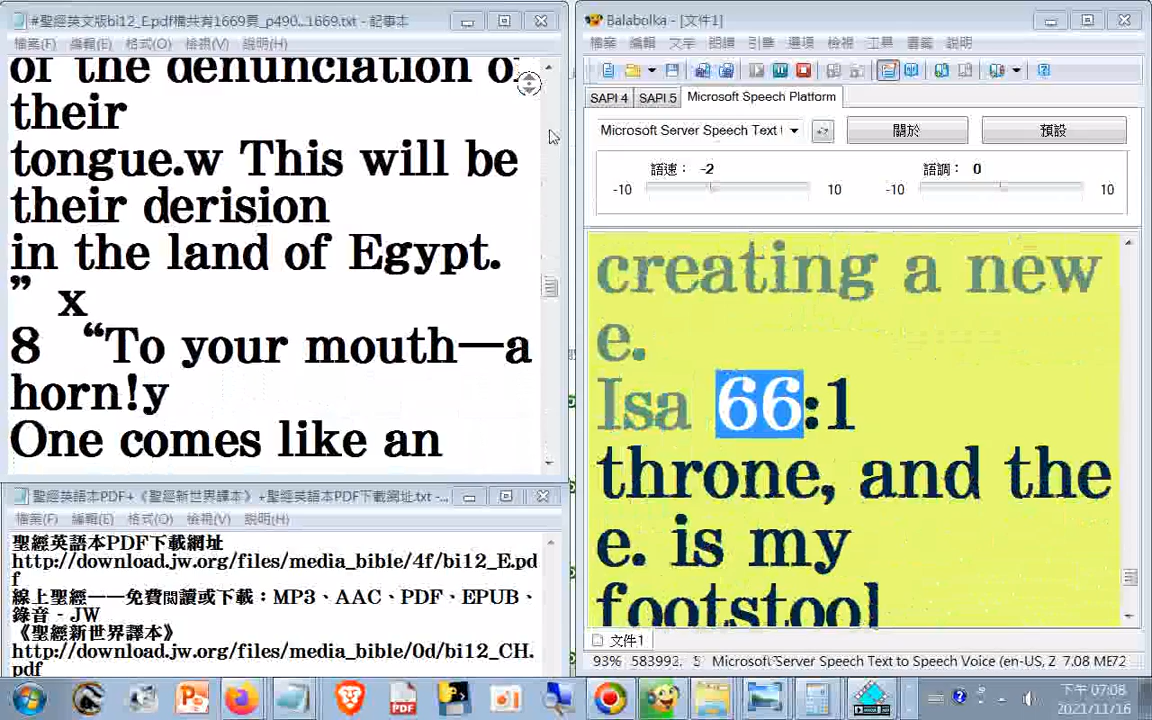 #聖經英文版bi12_E.pdf檔共有1669頁_p490...1669.txt - 記事本
檔案(F) 編輯(E) 格式(O) 檢視(V) 說明(H)
of the denunciation of
their
tongue.w This will be
their derision
in the land of Egypt.
” x
8 “To your mouth—a
horn!y
One comes like an
聖經英語本PDF+《聖經新世界譯本》+聖經英語本PDF下載網址.txt - ...
檔案(F) 編輯(E) 格式(O) 檢視(V) 說明(H)
聖經英語本PDF下載網址
http://download.jw.org/files/media_bible/4f/bi12_E.pd
f
線上聖經——免費閱讀或下載：MP3、AAC、PDF、EPUB、
錄音 - JW
《聖經新世界譯本》
http://download.jw.org/files/media_bible/0d/bi12_CH.
pdf
Balabolka - [文件1]
檔案 編輯 文字 朗讀 引擎 選項 檢視 工具 書籤 說明
SAPI 4 SAPI 5 Microsoft Speech Platform
Microsoft Server Speech Text 關於 預設
語速： -2 語調： 0
-10 10 -10 10
creating a new
e.
Isa 66:1
throne, and the
e. is my
footstool
文件1
93% 583992. Microsoft Server Speech Text to Speech Voice (en-US, Z 7.08 ME72
PDF
下午 07:08
2021/11/16